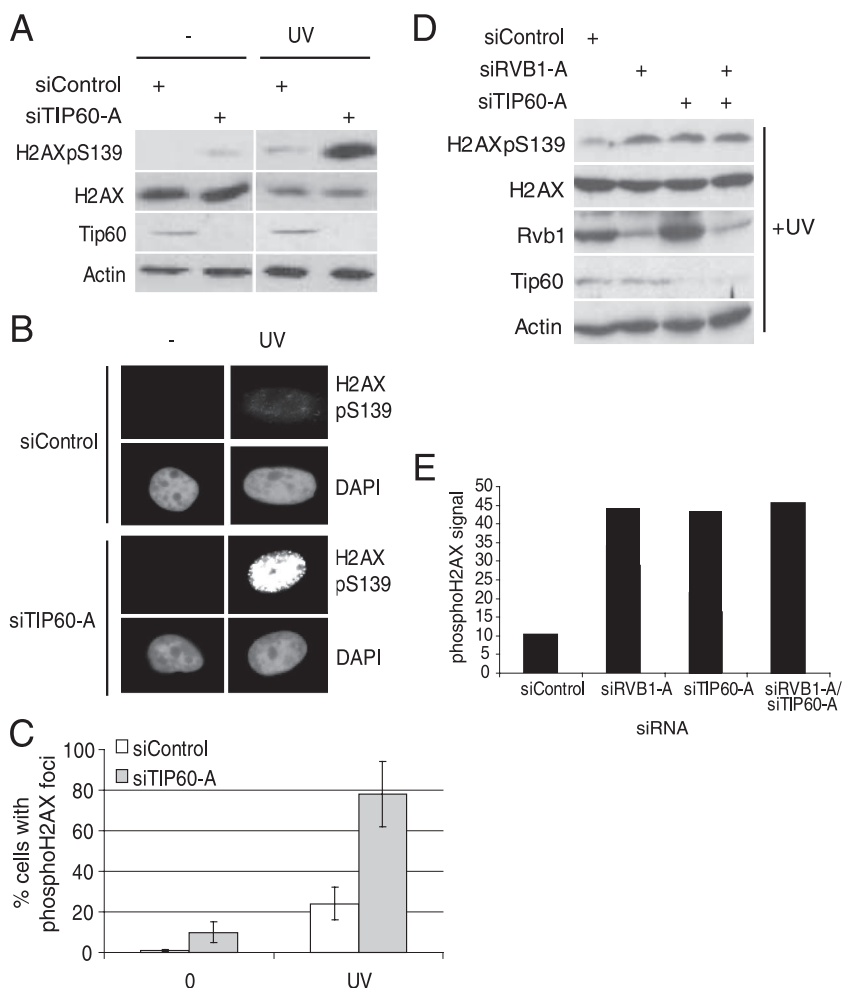 A
- UV
siControl + +
siTIP60-A + +
H2AXpS139
H2AX
Tip60
Actin
B
- UV
siControl
H2AX
pS139
DAPI
siTIP60-A
H2AX
pS139
DAPI
C
% cells with
phosphoH2AX foci
100
80
60
40
20
0
siControl
siTIP60-A
0 UV
D
siControl +
siRVB1-A + +
siTIP60-A + +
H2AXpS139
H2AX
Rvb1
Tip60
Actin
+UV
E
phosphoH2AX signal
50
45
40
35
30
25
20
15
10
5
0
siControl siRVB1-A siTIP60-A siRVB1-A/
siTIP60-A
siRNA